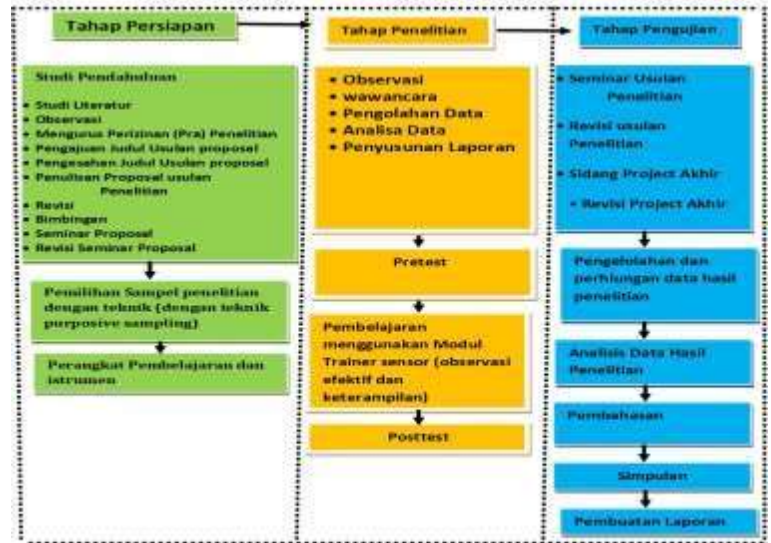 Tahap Persiapan
Studi Pendahuluan
• Studi Literatur
• Observasi
• Mengurus Perizinan (Pra) Penelitian
• Pengajuan Judul Usulan proposal
• Pengesahan Judul Usulan proposal
• Penulisan Proposal usulan
Penelitian
• Revisi
• Bimbingan
• Seminar Proposal
• Revisi Seminar Proposal
Pemilihan Sampel penelitian
dengan teknik (dengan teknik
purposive sampling)
Perangkat Pembelajaran dan
istrumen
Tahap Penelitian
• Observasi
• wawancara
• Pengolahan Data
• Analisa Data
• Penyusunan Laporan
Pretest
Pembelajaran
menggunakan Modul
Trainer sensor (observasi
efektif dan
keterampilan)
Posttest
Tahap Pengujian
• Seminar Usulan
Penelitian
• Revisi usulan
Penelitian
• Sidang Project Akhir
• Revisi Project Akhir
Pengelolahan dan
perhiungan data hasil
penelitian
Analisis Data Hasil
Penelitian
Pembahasan
Simpulan
Pembuatan Laporan